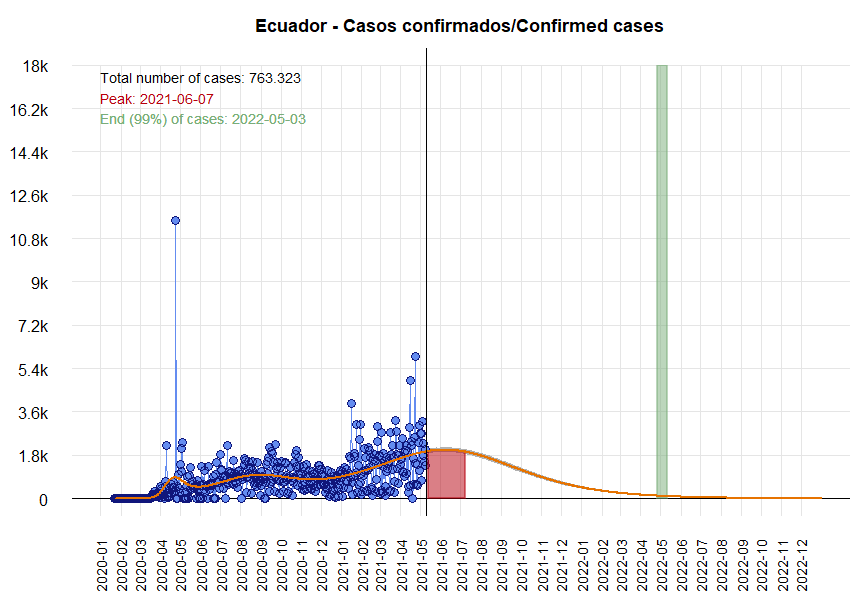 Ecuador - Casos confirmados/Confirmed cases
Total number of cases: 763.323
Peak: 2021-06-07
End (99%) of cases: 2022-05-03
18k
16.2k
14.4k
12.6k
10.8k
9k
7.2k
5.4k
3.6k
1.8k
0
2020-01
2020-02
2020-03
2020-04
2020-05
2020-06
2020-07
2020-08
2020-09
2020-10
2020-11
2020-12
2021-01
2021-02
2021-03
2021-04
2021-05
2021-06
2021-07
2021-08
2021-09
2021-10
2021-11
2021-12
2022-01
2022-02
2022-03
2022-04
2022-05
2022-06
2022-07
2022-08
2022-09
2022-10
2022-11
2022-12